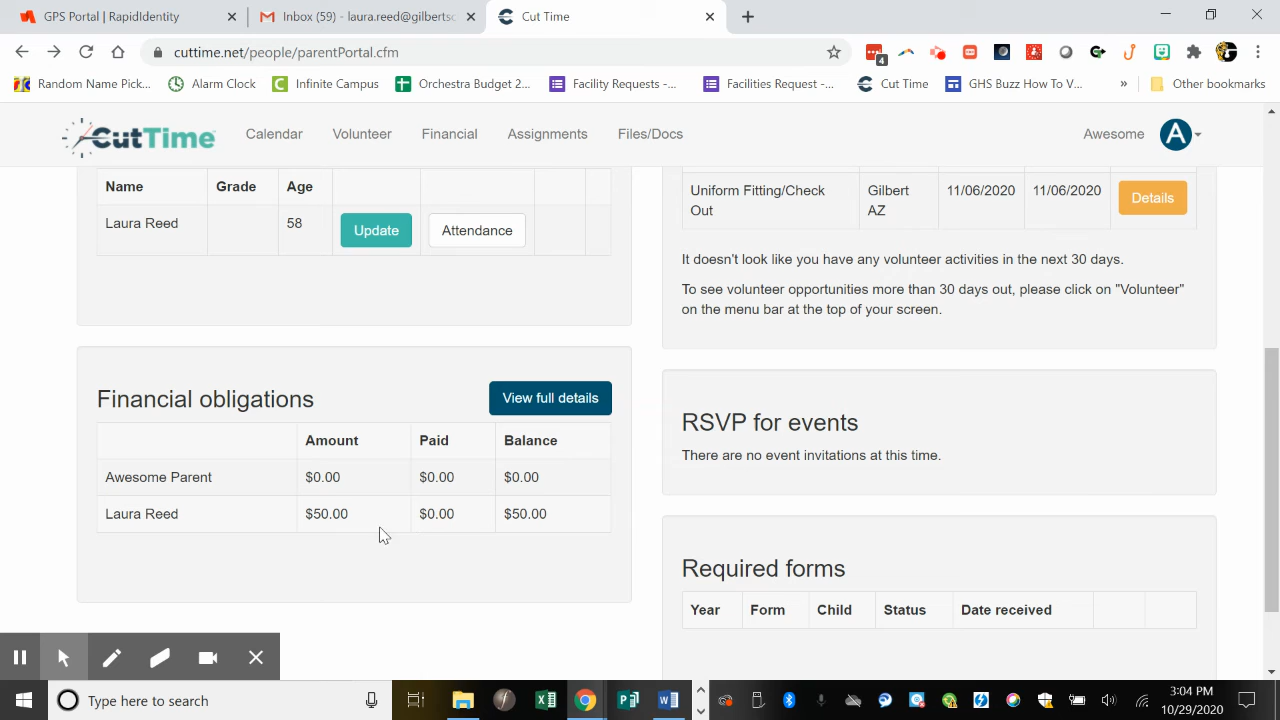 GPS Portal | RapidIdentity
Inbox (59) - laura.reed@gilbertsc
Cut Time
cuttime.net/people/parentPortal.cfm
4
Random Name Pick...
Alarm Clock
Infinite Campus
Orchestra Budget 2...
Facility Requests -...
Facilities Request -...
Cut Time
GHS Buzz How To V...
»
Other bookmarks
CutTime
Calendar
Volunteer
Financial
Assignments
Files/Docs
Awesome
A
Name Grade Age
Laura Reed 58 Update Attendance
Financial obligations
View full details
Amount Paid Balance
Awesome Parent $0.00 $0.00 $0.00
Laura Reed $50.00 $0.00 $50.00
Uniform Fitting/Check Gilbert 11/06/2020 11/06/2020 Details
Out AZ
It doesn't look like you have any volunteer activities in the next 30 days.
To see volunteer opportunities more than 30 days out, please click on "Volunteer"
on the menu bar at the top of your screen.
RSVP for events
There are no event invitations at this time.
Required forms
Year Form Child Status Date received
Type here to search
3:04 PM
10/29/2020